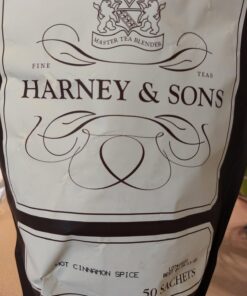 MASTER TEA BLENDER
FINE TEAS
HARNEY & SONS
HOT CINNAMON SPICE
50 SACHETS